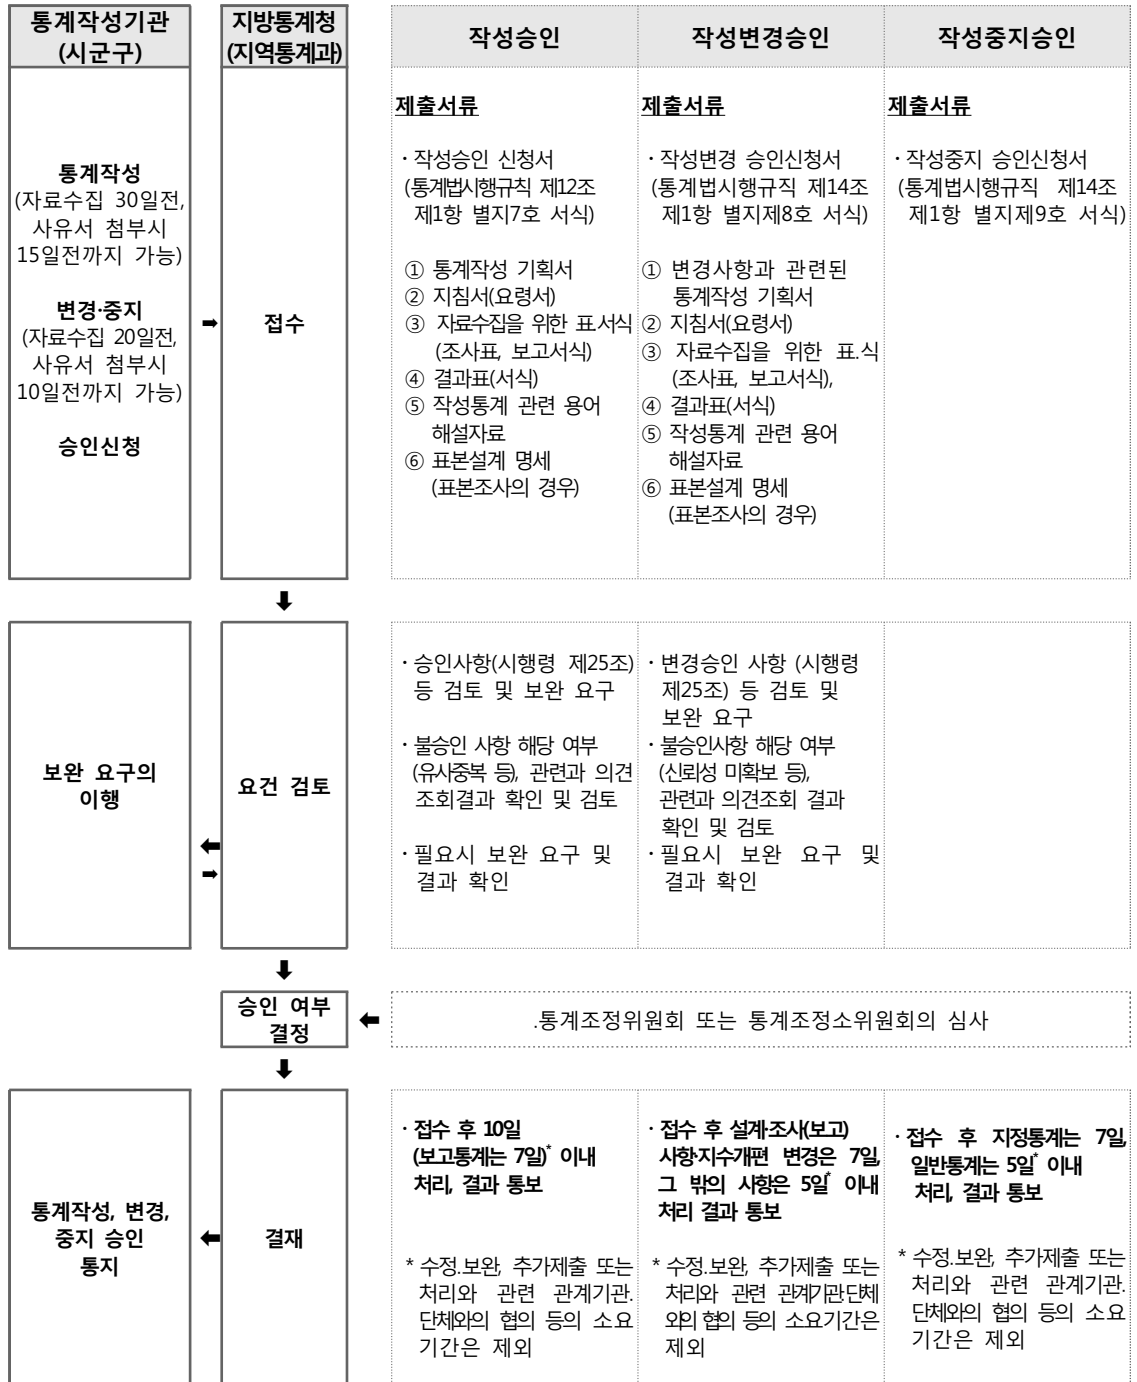 통계작성기관
(시군구)
지방통계청
(지역통계과)
작성승인
작성변경승인
작성중지승인
통계작성
(자료수집 30일전,
사유서 첨부시
15일전까지 가능)
변경·중지
(자료수집 20일전,
사유서 첨부시
10일전까지 가능)
승인신청
➡
접수
제출서류
· 작성승인 신청서
(통계법시행규칙 제12조
제1항 별지7호 서식)
① 통계작성 기획서
② 지침서(요령서)
③ 자료수집을 위한 표.서식
(조사표, 보고서식)
④ 결과표(서식)
⑤ 작성통계 관련 용어
해설자료
⑥ 표본설계 명세
(표본조사의 경우)
제출서류
· 작성변경 승인신청서
(통계법시행규직 제14조
제1항 별지제8호 서식)
① 변경사항과 관련된
통계작성 기획서
② 지침서(요령서)
③ 자료수집을 위한 표.식
(조사표, 보고서식),
④ 결과표(서식)
⑤ 작성통계 관련 용어
해설자료
⑥ 표본설계 명세
(표본조사의 경우)
제출서류
· 작성중지 승인신청서
(통계법시행규직 제14조
제1항 별지제9호 서식)
⬇
보완 요구의
이행
⬅
➡
요건 검토
· 승인사항(시행령 제25조)
등 검토 및 보완 요구
· 불승인 사항 해당 여부
(유사중복 등), 관련과 의견
조회결과 확인 및 검토
· 필요시 보완 요구 및
결과 확인
· 변경승인 사항 (시행령
제25조) 등 검토 및
보완 요구
· 불승인사항 해당 여부
(신뢰성 미확보 등),
관련과 의견조회 결과
확인 및 검토
· 필요시 보완 요구 및
결과 확인
⬇
승인 여부
결정
⬅
.통계조정위원회 또는 통계조정소위원회의 심사
⬇
통계작성, 변경,
중지 승인
통지
⬅
결재
· 접수 후 10일
(보고통계는 7일)* 이내
처리, 결과 통보
* 수정.보완, 추가제출 또는
처리와 관련 관계기관.
단체와의 협의 등의 소요
기간은 제외
· 접수 후 설계·조사(보고)
사항·지수개편 변경은 7일,
그 밖의 사항은 5일* 이내
처리 결과 통보
* 수정.보완, 추가제출 또는
처리와 관련 관계기관.단체
와의 협의 등의 소요기간은
제외
· 접수 후 지정통계는 7일,
일반통계는 5일* 이내
처리, 결과 통보
* 수정.보완, 추가제출 또는
처리와 관련 관계기관.
단체와의 협의 등의 소요
기간은 제외